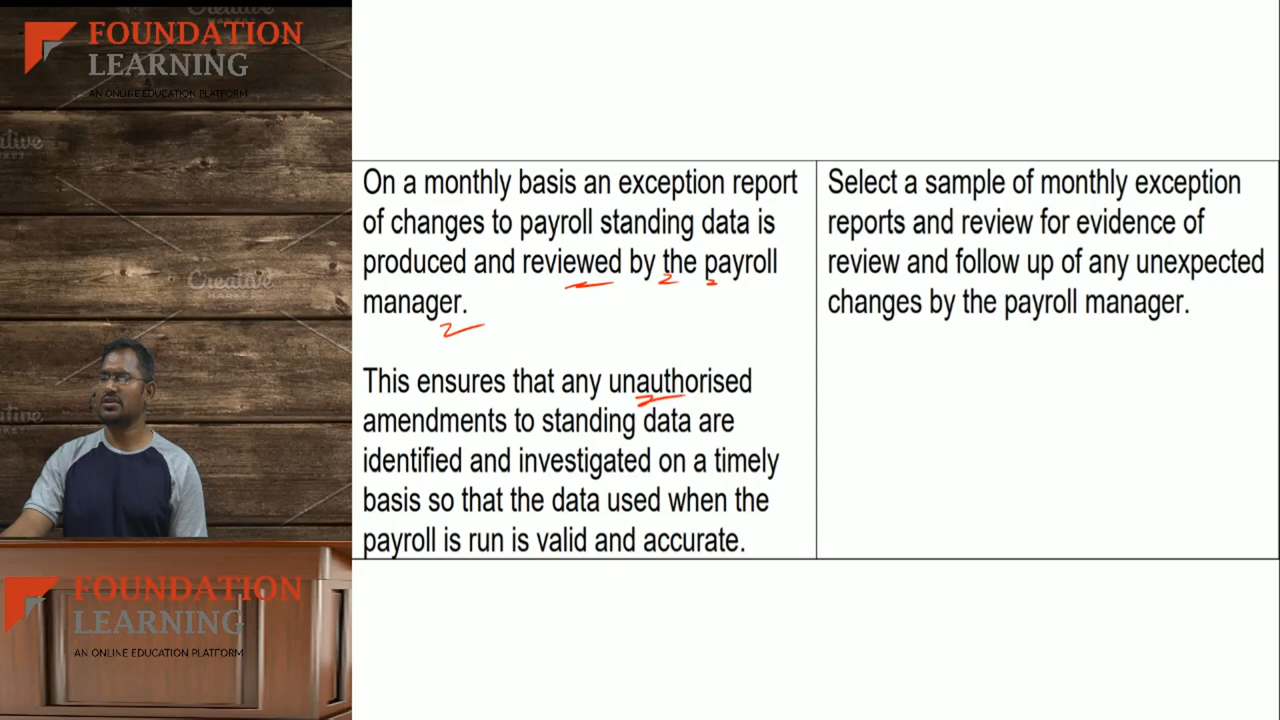 FOUNDATION
LEARNING
AN ONLINE EDUCATION PLATFORM
Creative
MARKET
On a monthly basis an exception report
of changes to payroll standing data is
produced and reviewed by the payroll
manager.
This ensures that any unauthorised
amendments to standing data are
identified and investigated on a timely
basis so that the data used when the
payroll is run is valid and accurate.
Select a sample of monthly exception
reports and review for evidence of
review and follow up of any unexpected
changes by the payroll manager.
FOUNDATION
LEARNING
AN ONLINE EDUCATION PLATFORM